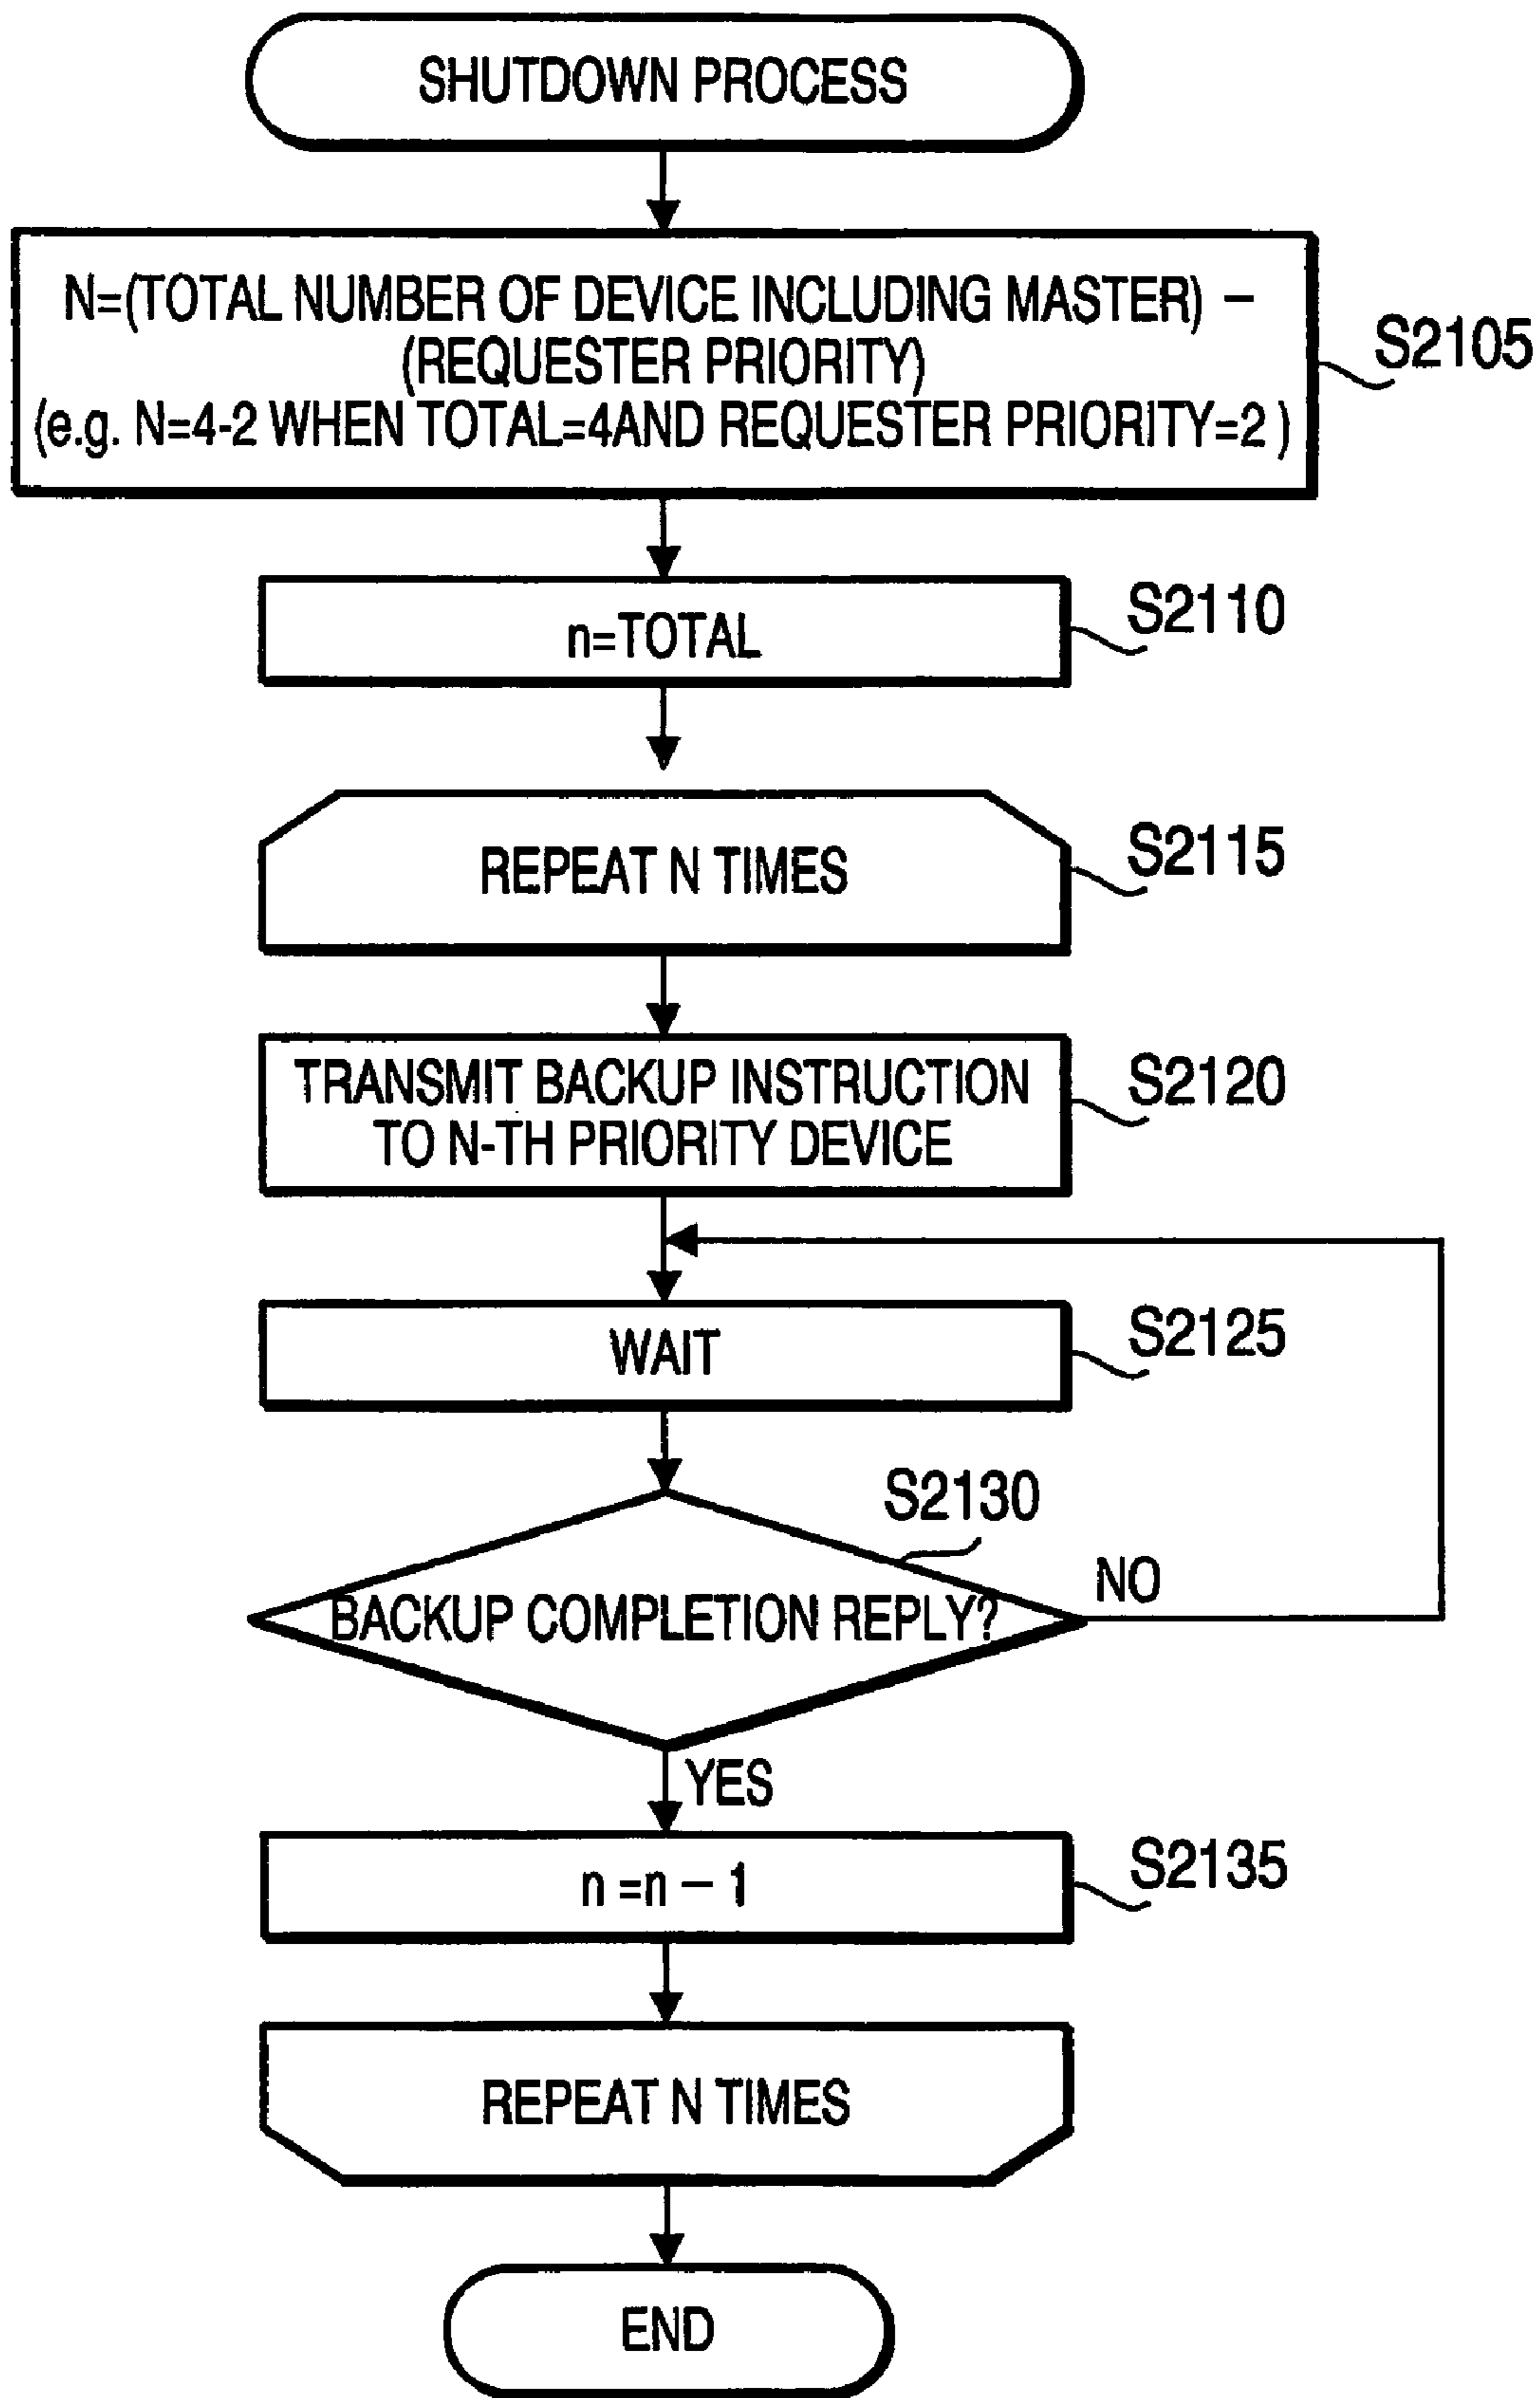 SHUTDOWN PROCESS
N=(TOTAL NUMBER OF DEVICE INCLUDING MASTER) –
(REQUESTER PRIORITY)
(e.g. N=4-2 WHEN TOTAL=4AND REQUESTER PRIORITY=2 )
S2105
n=TOTAL
S2110
REPEAT N TIMES
S2115
TRANSMIT BACKUP INSTRUCTION
TO N-TH PRIORITY DEVICE
S2120
WAIT
S2125
S2130
BACKUP COMPLETION REPLY?
NO
YES
n =n – 1
S2135
REPEAT N TIMES
END